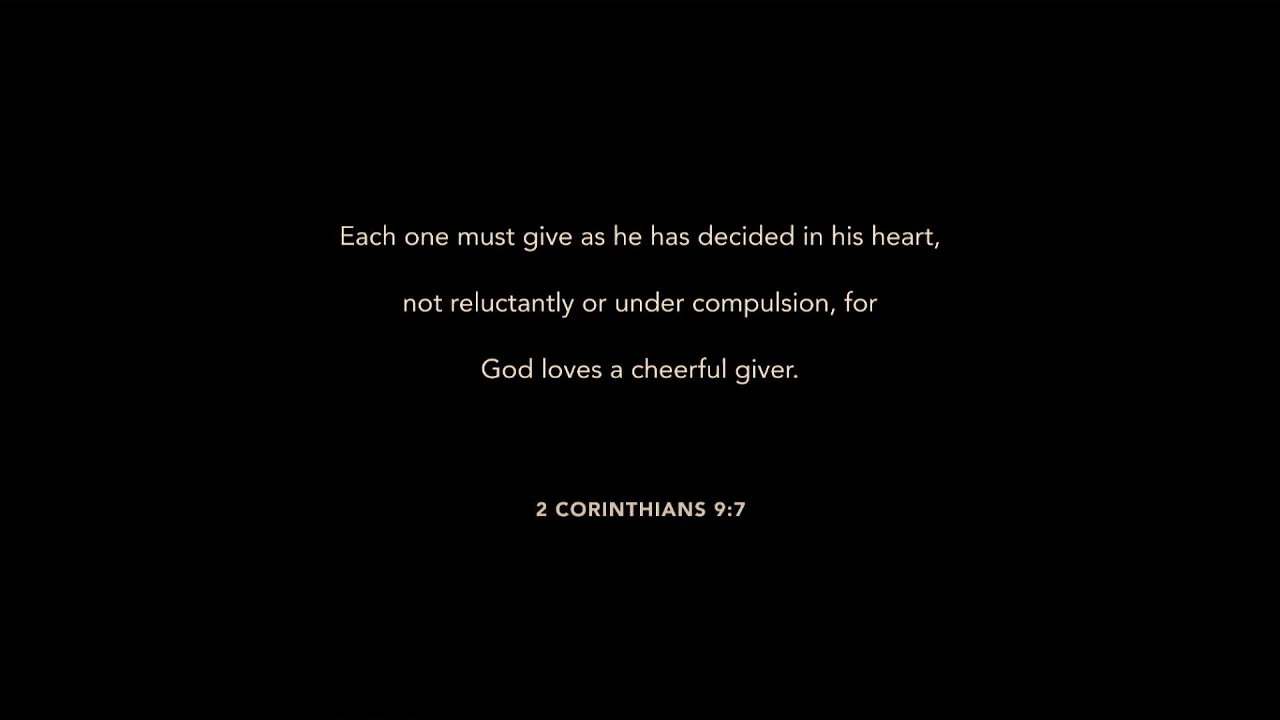 Each one must give as he has decided in his heart,
not reluctantly or under compulsion, for
God loves a cheerful giver.
2 CORINTHIANS 9:7